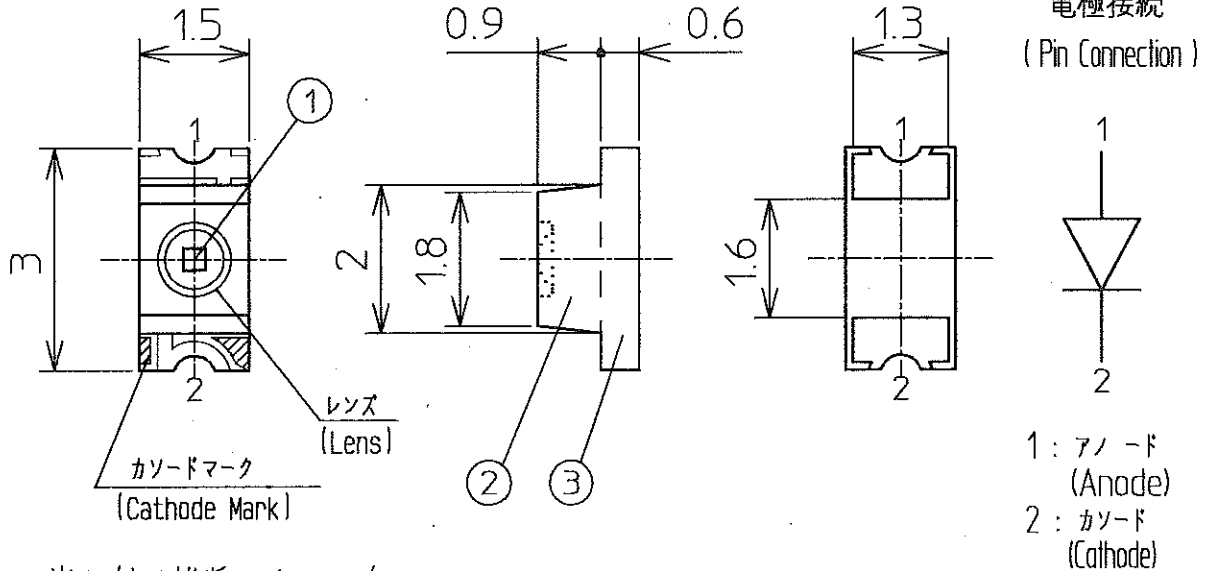 1.5
0.9
0.6
1.3
電極接続
( Pin Connection )
1
1
1
1
3
2
1.8
1.6
2
2
2
レンズ
(Lens)
カソードマーク
(Cathode Mark)
2
3
1 : アノード
(Anode)
2 : カソード
(Cathode)